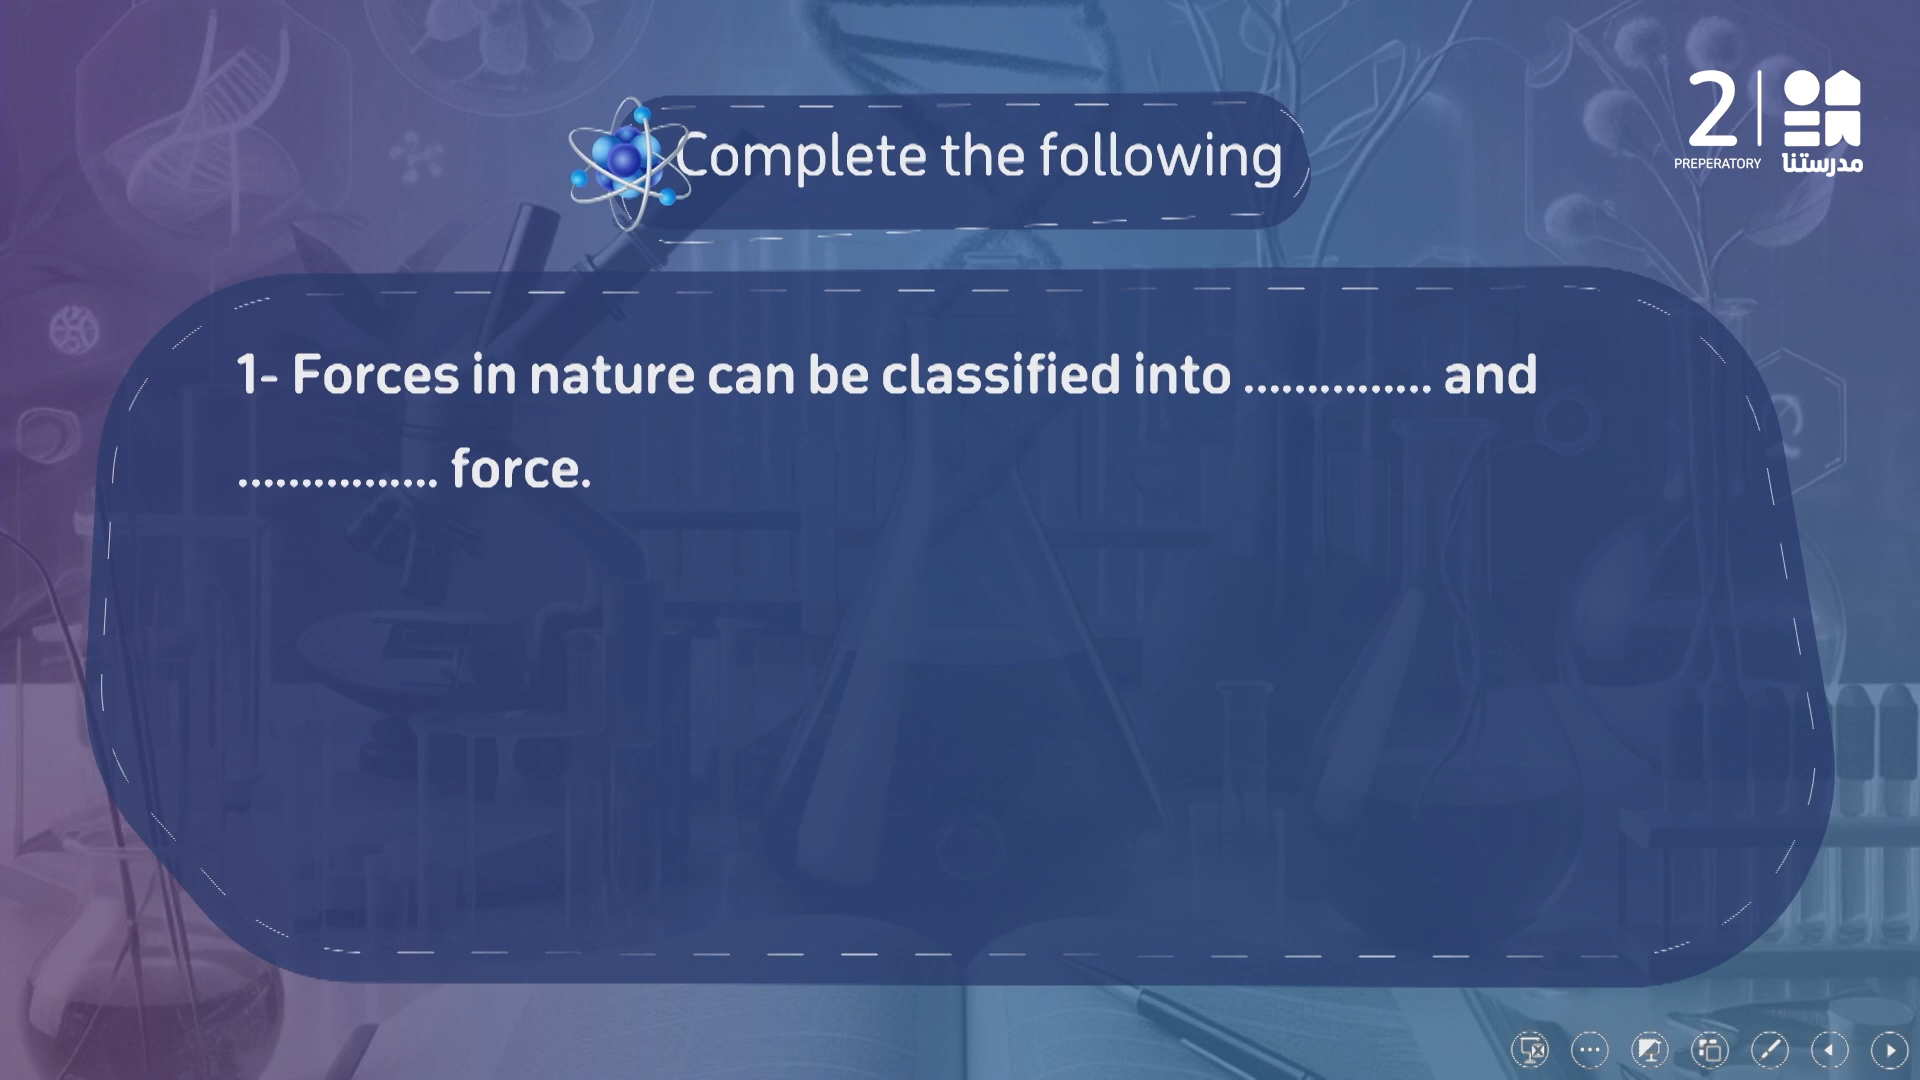 Complete the following
2
PREPERATORY
مدرستنا
1- Forces in nature can be classified into ............... and
................ force.